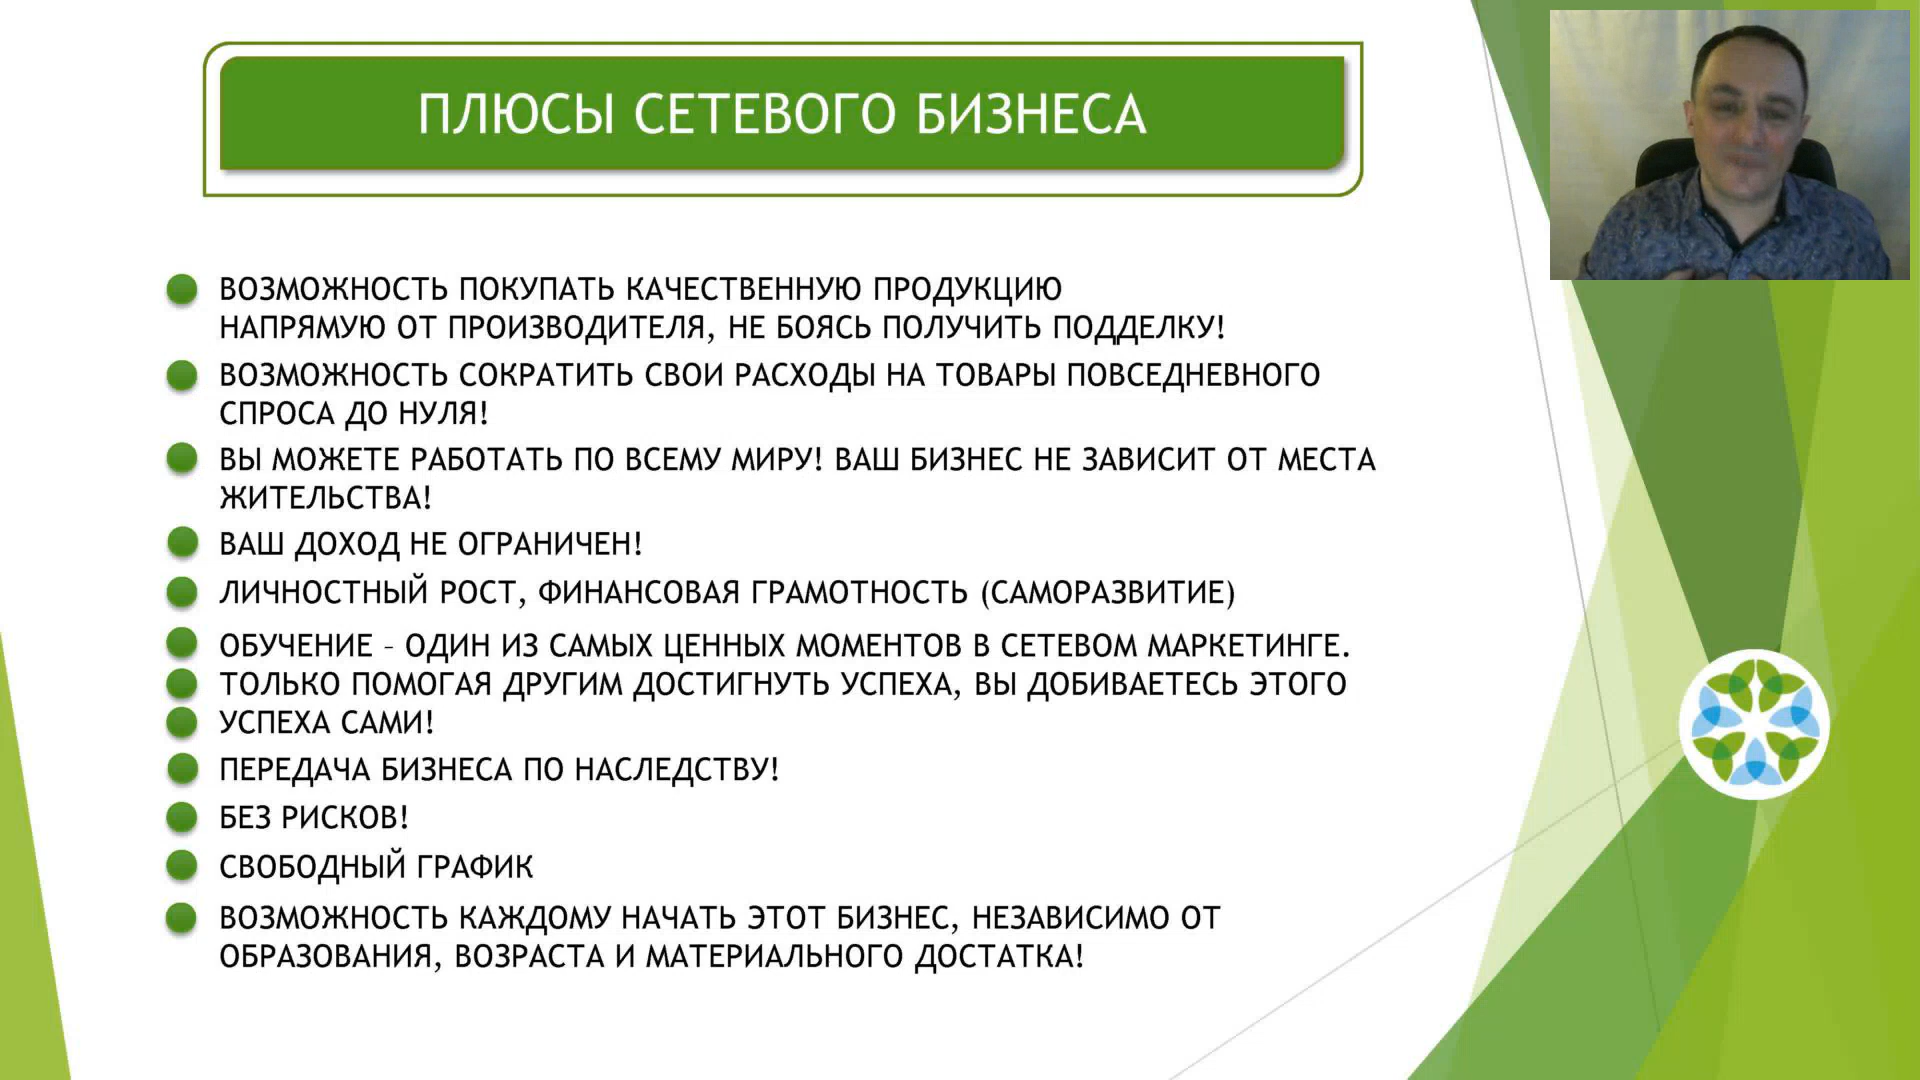 ПЛЮСЫ СЕТЕВОГО БИЗНЕСА
ВОЗМОЖНОСТЬ ПОКУПАТЬ КАЧЕСТВЕННУЮ ПРОДУКЦИЮ
НАПРЯМУЮ ОТ ПРОИЗВОДИТЕЛЯ, НЕ БОЯСЬ ПОЛУЧИТЬ ПОДДЕЛКУ!
ВОЗМОЖНОСТЬ СОКРАТИТЬ СВОИ РАСХОДЫ НА ТОВАРЫ ПОВСЕДНЕВНОГО
СПРОСА ДО НУЛЯ!
ВЫ МОЖЕТЕ РАБОТАТЬ ПО ВСЕМУ МИРУ! ВАШ БИЗНЕС НЕ ЗАВИСИТ ОТ МЕСТА
ЖИТЕЛЬСТВА!
ВАШ ДОХОД НЕ ОГРАНИЧЕН!
ЛИЧНОСТНЫЙ РОСТ, ФИНАНСОВАЯ ГРАМОТНОСТЬ (САМОРАЗВИТИЕ)
ОБУЧЕНИЕ – ОДИН ИЗ САМЫХ ЦЕННЫХ МОМЕНТОВ В СЕТЕВОМ МАРКЕТИНГЕ.
ТОЛЬКО ПОМОГАЯ ДРУГИМ ДОСТИГНУТЬ УСПЕХА, ВЫ ДОБИВАЕТЕСЬ ЭТОГО
УСПЕХА САМИ!
ПЕРЕДАЧА БИЗНЕСА ПО НАСЛЕДСТВУ!
БЕЗ РИСКОВ!
СВОБОДНЫЙ ГРАФИК
ВОЗМОЖНОСТЬ КАЖДОМУ НАЧАТЬ ЭТОТ БИЗНЕС, НЕЗАВИСИМО ОТ
ОБРАЗОВАНИЯ, ВОЗРАСТА И МАТЕРИАЛЬНОГО ДОСТАТКА!